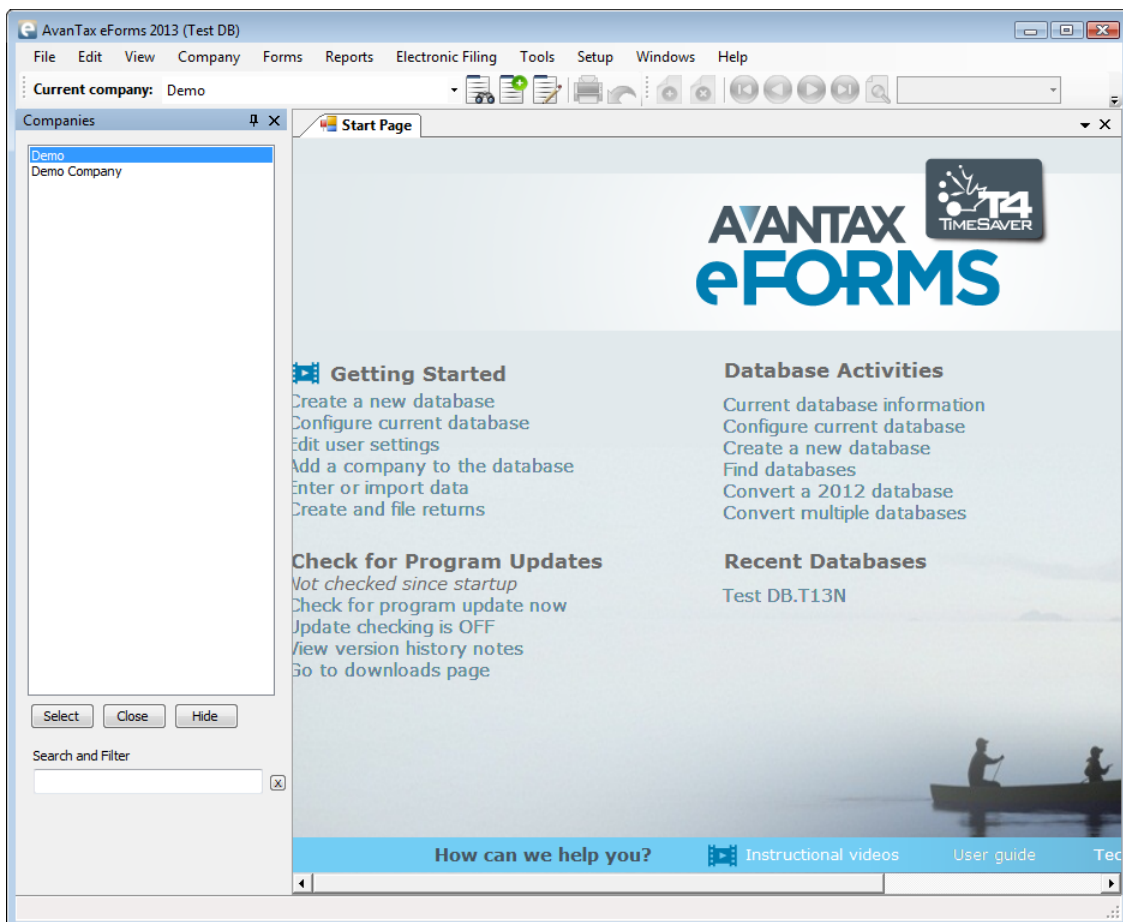 AvanTax eForms 2013 (Test DB)
File Edit View Company Forms Reports Electronic Filing Tools Setup Windows Help
Current company: Demo
Companies
Start Page
Demo
Demo Company
T4
TIMESAVER
AVANTAX
eFORMS
Getting Started
Create a new database
Configure current database
Edit user settings
Add a company to the database
Enter or import data
Create and file returns
Database Activities
Current database information
Configure current database
Create a new database
Find databases
Convert a 2012 database
Convert multiple databases
Check for Program Updates
Not checked since startup
Check for program update now
Update checking is OFF
View version history notes
Go to downloads page
Recent Databases
Test DB.T13N
Select Close Hide
Search and Filter
x
How can we help you? Instructional videos User guide Tec